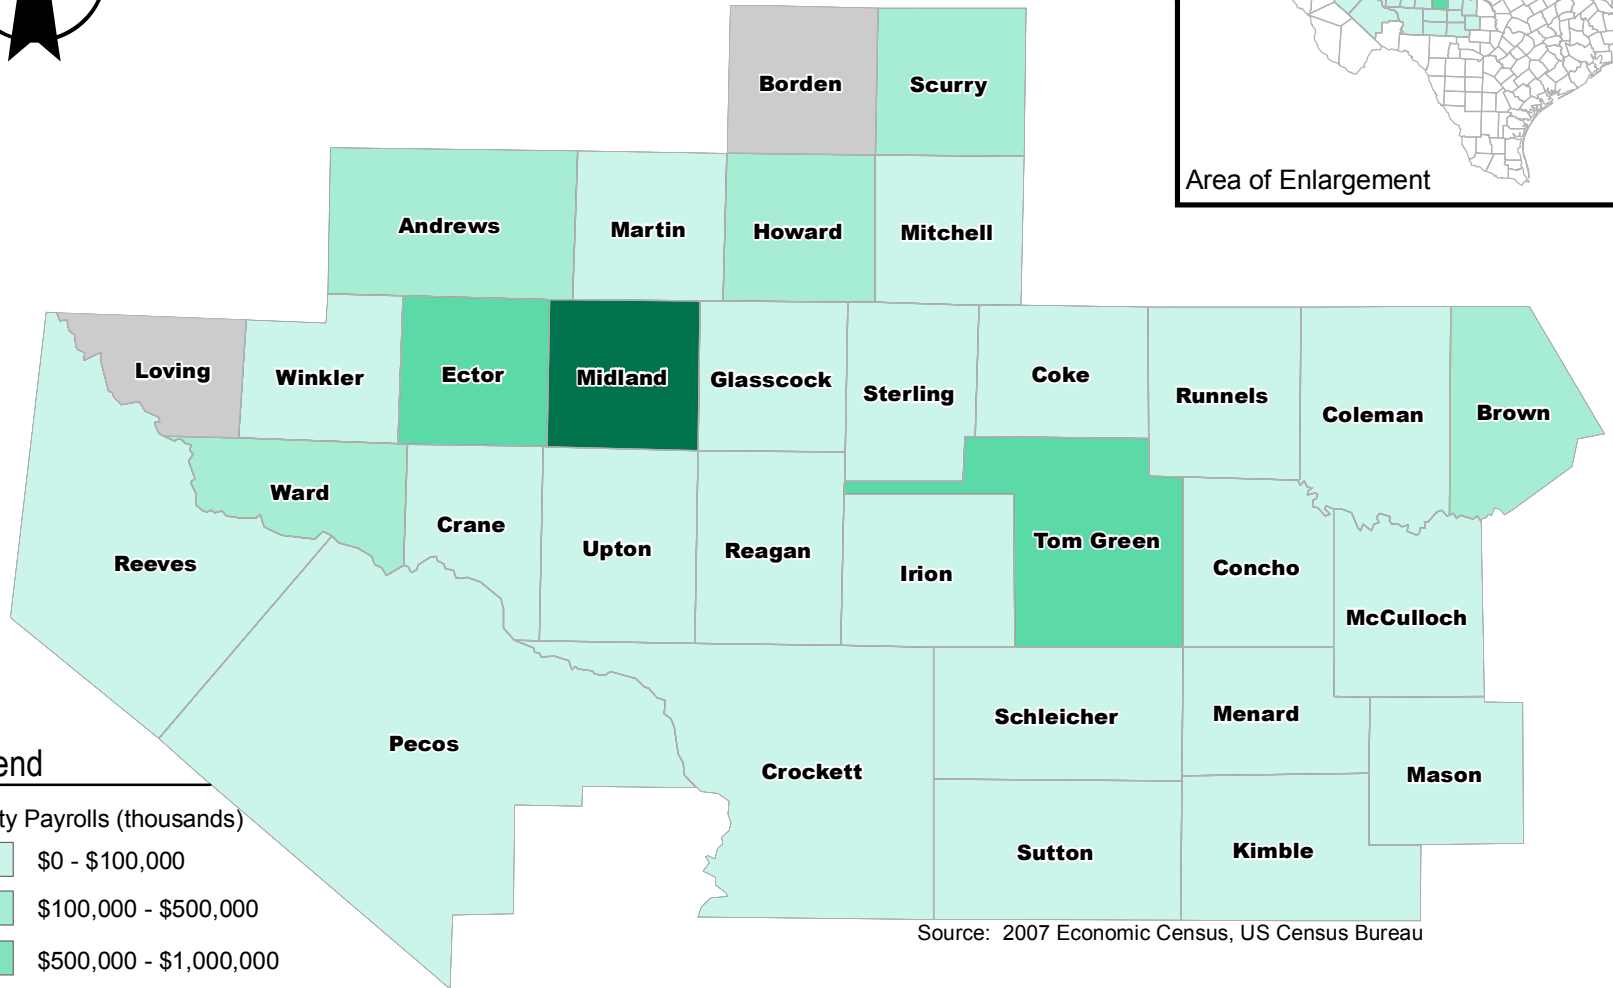 Borden
Scurry
Area of Enlargement
Andrews
Martin
Howard
Mitchell
Loving
Winkler
Ector
Midland
Glasscock
Sterling
Coke
Runnels
Coleman
Brown
Ward
Crane
Upton
Reagan
Irion
Tom Green
Concho
McCulloch
Reeves
Pecos
Crockett
Schleicher
Menard
Mason
Sutton
Kimble
end
ty Payrolls (thousands)
$0 - $100,000
$100,000 - $500,000
$500,000 - $1,000,000
Source: 2007 Economic Census, US Census Bureau